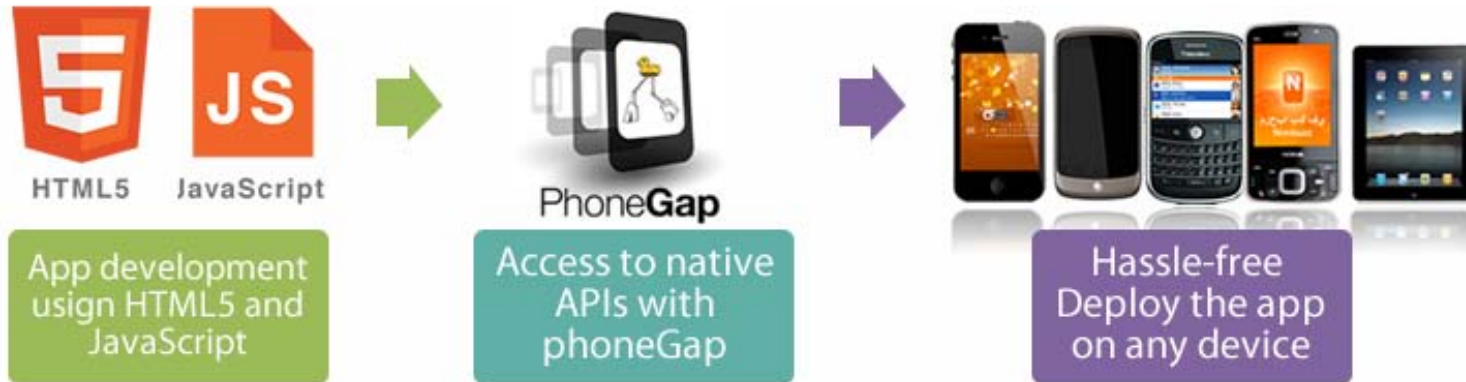 5
HTML5
JS
JavaScript
App development
usign HTML5 and
JavaScript
PhoneGap
Access to native
APIs with
phoneGap
N
Hassle-free
Deploy the app
on any device